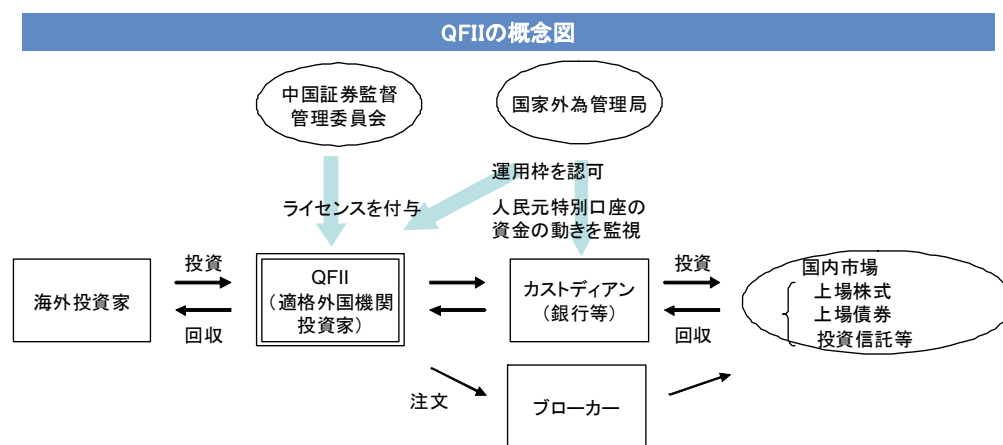 QFIIの概念図
中国証券監督
管理委員会
国家外為管理局
運用枠を認可
ライセンスを付与
人民元特別口座の
資金の動きを監視
海外投資家
投資
回収
QFII
（適格外国機関
投資家）
カストディアン
（銀行等）
投資
回収
国内市場
上場株式
上場債券
投資信託等
注文
ブローカー